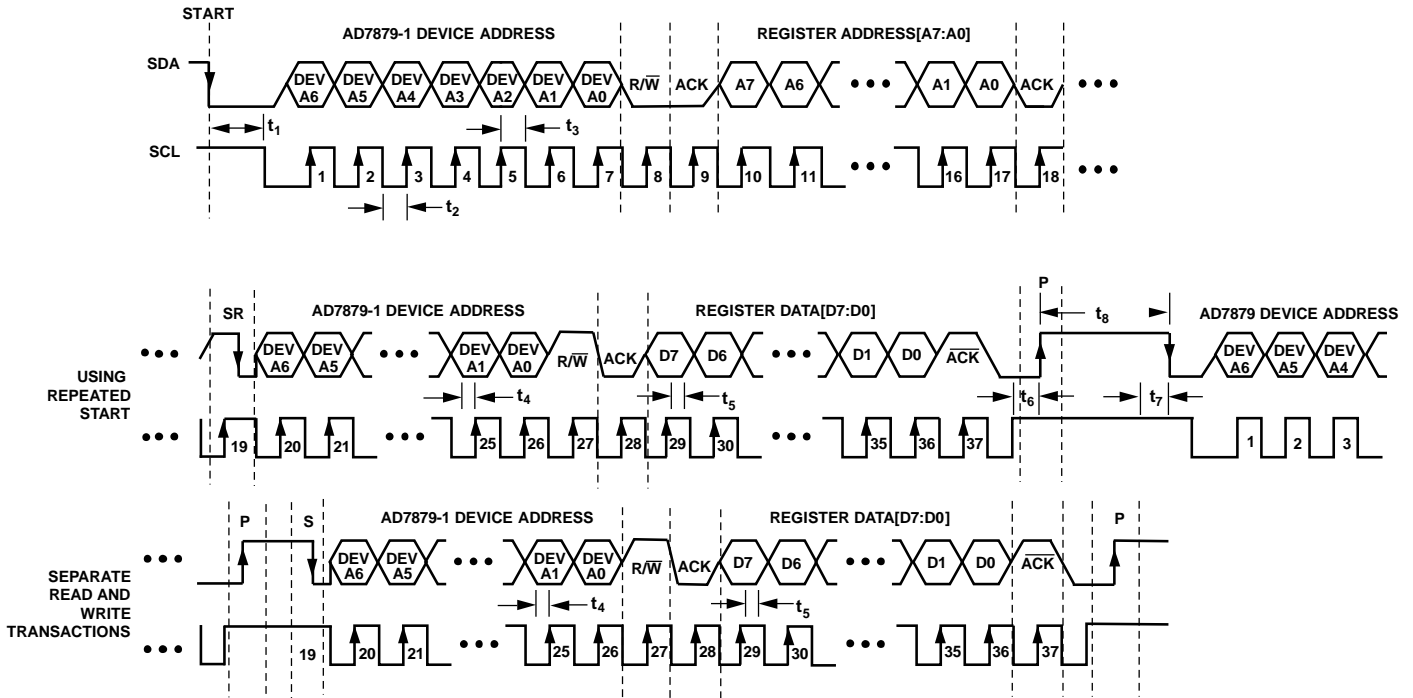 START
AD7879-1 DEVICE ADDRESS REGISTER ADDRESS[A7:A0]
SDA DEV A6 DEV A5 DEV A4 DEV A3 DEV A2 DEV A1 DEV A0 R/W̅ ACK A7 A6 ••• A1 A0 ACK •••
t1 t3
SCL 1 2 3 4 5 6 7 8 9 10 11 ••• 16 17 18 •••
t2
P
SR AD7879-1 DEVICE ADDRESS REGISTER DATA[D7:D0] t8 AD7879 DEVICE ADDRESS
••• DEV A6 DEV A5 ••• DEV A1 DEV A0 R/W̅ ACK D7 D6 ••• D1 D0 A̅C̅K̅ DEV A6 DEV A5 DEV A4
USING
REPEATED
START
t4 t5 t6 t7
••• 19 20 21 ••• 25 26 27 28 29 30 ••• 35 36 37 1 2 3
P S AD7879-1 DEVICE ADDRESS REGISTER DATA[D7:D0] P
••• DEV A6 DEV A5 ••• DEV A1 DEV A0 R/W̅ ACK D7 D6 ••• D1 D0 A̅C̅K̅
SEPARATE
READ AND
WRITE
TRANSACTIONS
t4 t5
••• 19 20 21 ••• 25 26 27 28 29 30 ••• 35 36 37